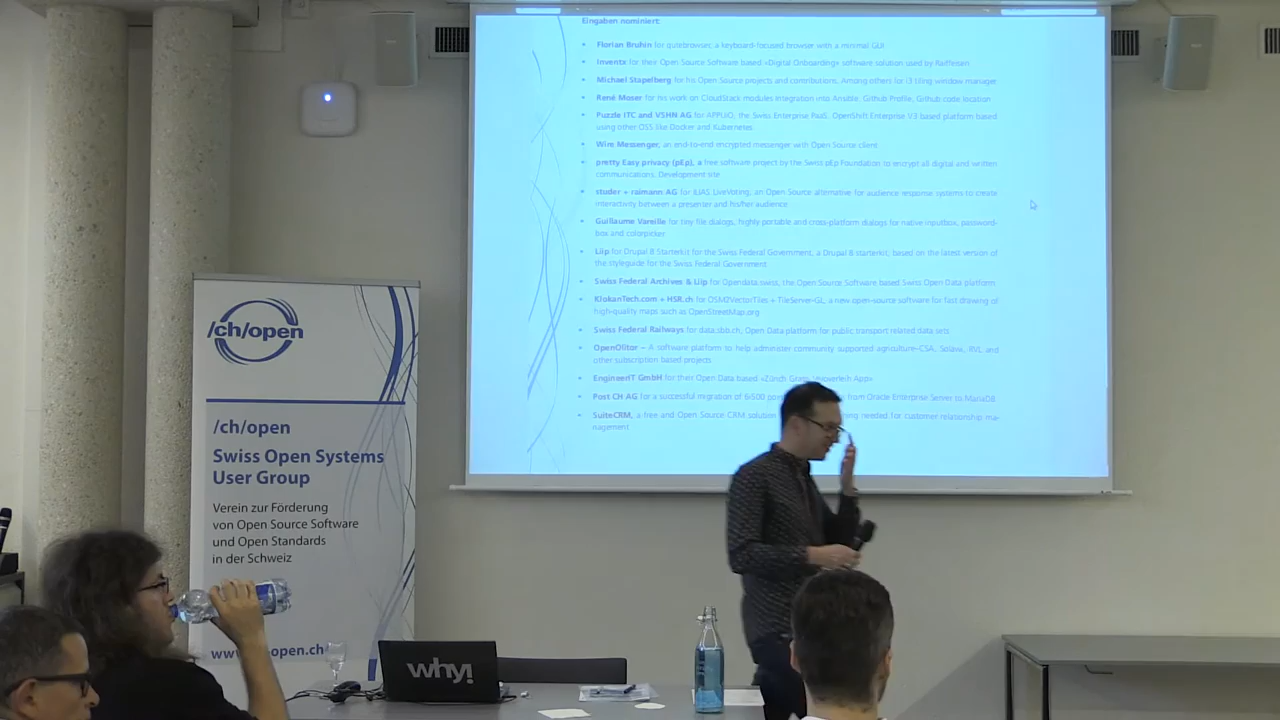 Eingaben nominiert:
• Florian Bruhin for qutebrowser, a keyboard-focused browser with a minimal GUI
• Inventx for their Open Source Software based «Digital Onboarding» software solution used by Raiffeisen
• Michael Stapelberg for his Open Source projects and contributions. Among others for i3 tiling window manager
• René Moser for his work on CloudStack modules integration into Ansible, Github Profile, Github code location
• Puzzle ITC and VSHN AG for APPUiO, the Swiss Enterprise PaaS. OpenShift Enterprise V3 based platform based
using other OSS like Docker and Kubernetes
• Wire Messenger, an end-to-end encrypted messenger with Open Source client
• pretty Easy privacy (pEp), a free software project by the Swiss pEp Foundation to encrypt all digital and written
communications, Development site
• studer + raimann AG for ILIAS LiveVoting, an Open Source alternative for audience response systems to create
interactivity between a presenter and his/her audience
• Guillaume Vareille for tiny file dialogs, highly portable and cross-platform dialogs for native inputbox, password-
box and colorpicker
• Liip for Drupal 8 Starterkit for the Swiss Federal Government, a Drupal 8 starterkit, based on the latest version of
the styleguide for the Swiss Federal Government.
• Swiss Federal Archives & Liip for Opendata.swiss, the Open Source Software based Swiss Open Data platform
• KlokanTech.com + HSR.ch for OSM2VectorTiles + TileServer-GL, a new open-source software for fast drawing of
high-quality maps such as OpenStreetMap.org
• Swiss Federal Railways for data.sbb.ch, Open Data platform for public transport related data sets
• OpenOlitor – A software platform to help administer community supported agriculture–CSA, Solawi, RVL and
other subscription based projects
• EngineerIT GmbH for their Open Data based «Zürich Gratis Veloverleih App»
• Post CH AG for a successful migration of 6'500 from Oracle Enterprise Server to MariaDB
• SuiteCRM, a free and Open Source CRM solution needed for customer relationship ma-
nagement
/ch/open
/ch/open
Swiss Open Systems
User Group
Verein zur Förderung
von Open Source Software
und Open Standards
in der Schweiz
www open.ch
why!